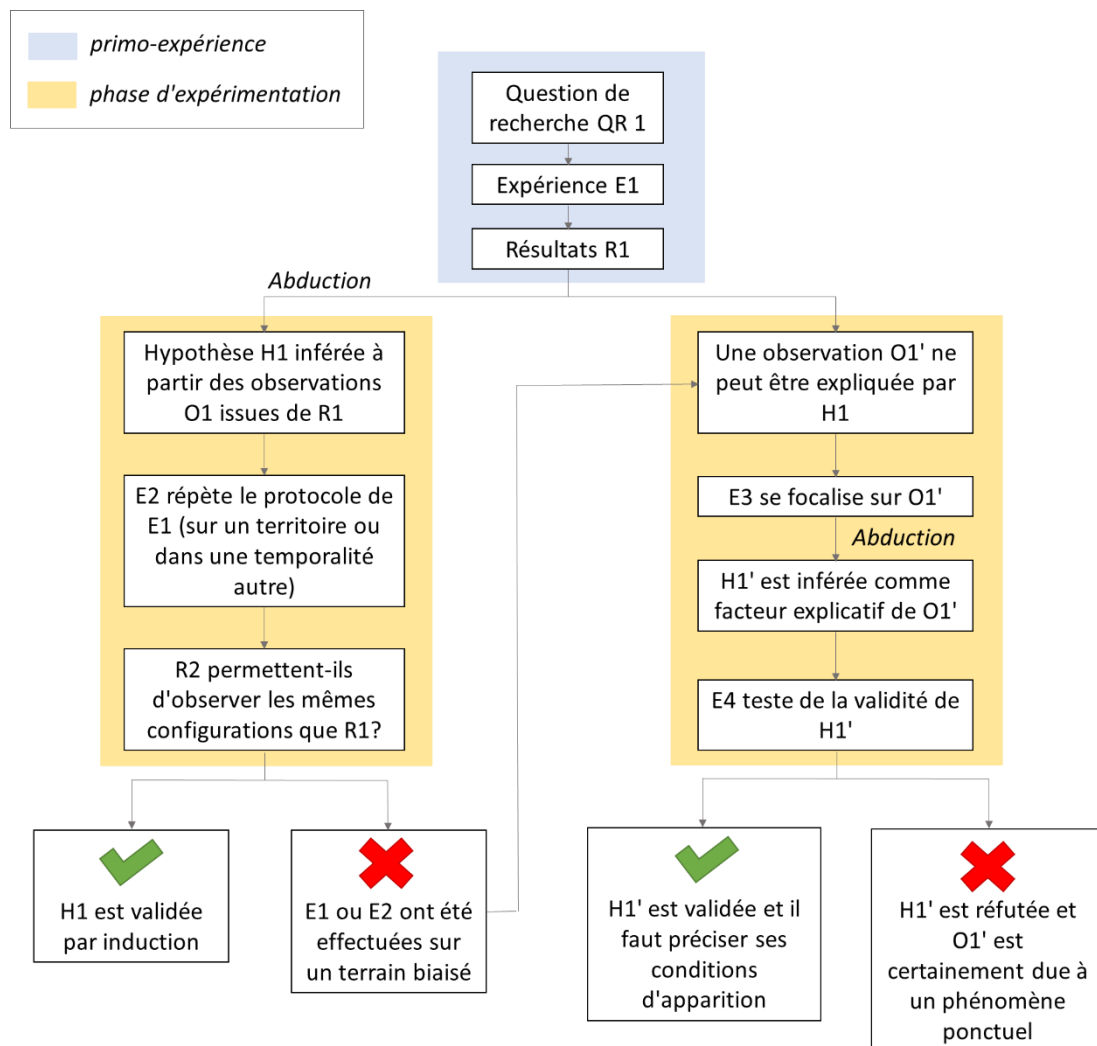 primo-expérience
phase d'expérimentation
Question de
recherche QR 1
Expérience E1
Résultats R1
Abduction
Hypothèse H1 inférée à
partir des observations
O1 issues de R1
E2 répète le protocole de
E1 (sur un territoire ou
dans une temporalité
autre)
R2 permettent-ils
d'observer les mêmes
configurations que R1?
H1 est validée
par induction
E1 ou E2 ont été
effectuées sur
un terrain biaisé
Une observation O1' ne
peut être expliquée par
H1
E3 se focalise sur O1'
Abduction
H1' est inférée comme
facteur explicatif de O1'
E4 teste de la validité de
H1'
H1' est validée et il
faut préciser ses
conditions
d'apparition
H1' est réfutée et
O1' est
certainement due à
un phénomène
ponctuel